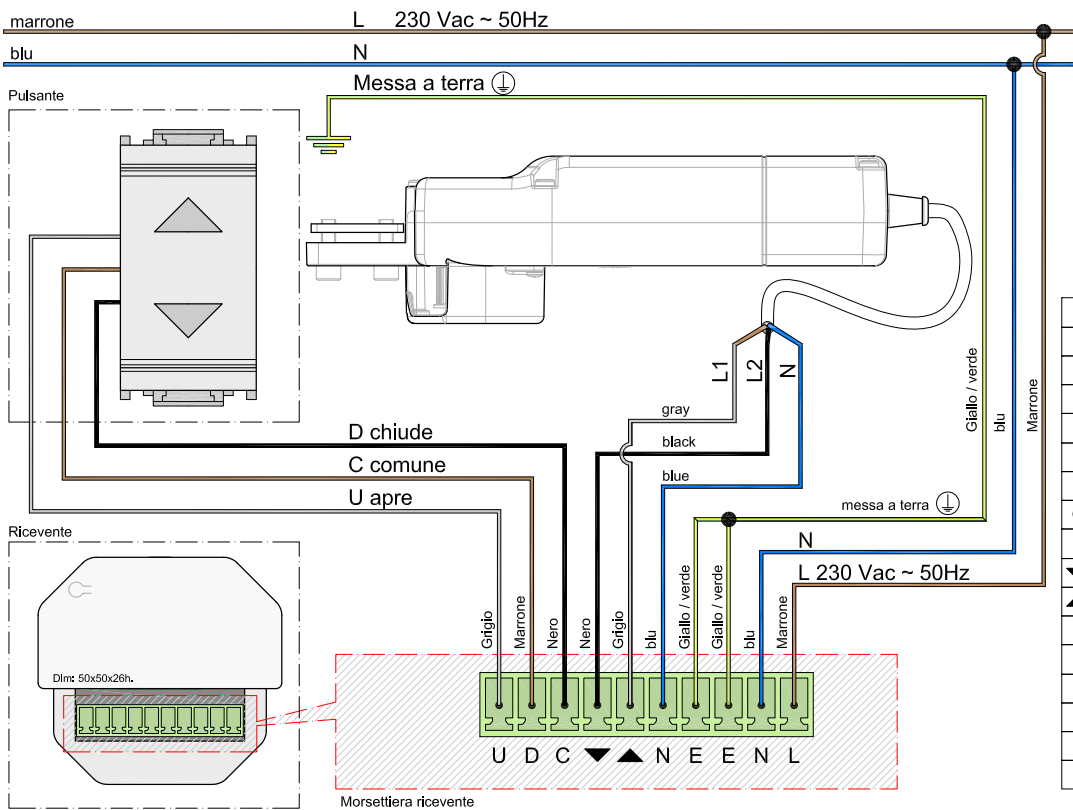 marrone
L 230 Vac ~ 50Hz
blu
N
Messa a terra
Pulsante
L1
L2
N
gray
black
blue
Giallo / verde
blu
Marrone
D chiude
C comune
U apre
messa a terra
N
L 230 Vac ~ 50Hz
Ricevente
Dim: 50x50x26h.
Grigio
Marrone
Nero
Nero
Grigio
blu
Giallo / verde
Giallo / verde
blu
Marrone
U D C ▼ ▲ N E E N L
Morsettiera ricevente